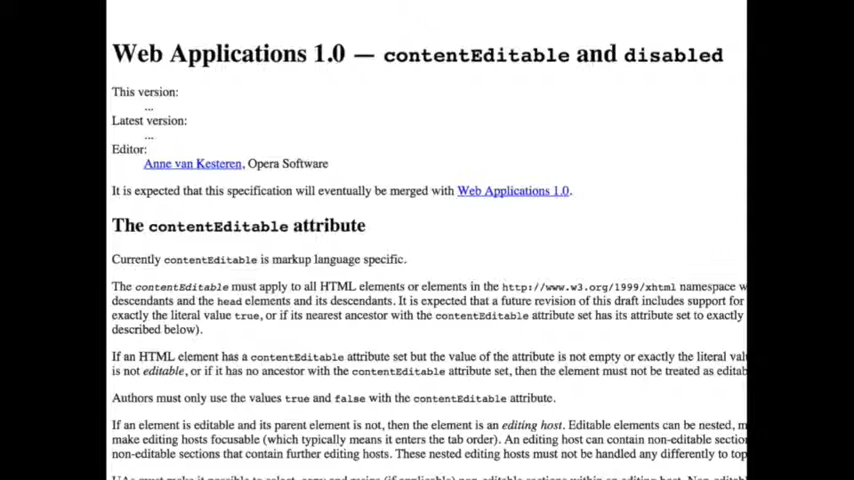 Web Applications 1.0 — contentEditable and disabled
This version:
...
Latest version:
...
Editor:
Anne van Kesteren, Opera Software
It is expected that this specification will eventually be merged with Web Applications 1.0.
The contentEditable attribute
Currently contentEditable is markup language specific.
The contentEditable must apply to all HTML elements or elements in the http://www.w3.org/1999/xhtml namespace w
descendants and the head elements and its descendants. It is expected that a future revision of this draft includes support for
exactly the literal value true, or if its nearest ancestor with the contentEditable attribute set has its attribute set to exactly
described below).
If an HTML element has a contentEditable attribute set but the value of the attribute is not empty or exactly the literal val
is not editable, or if it has no ancestor with the contentEditable attribute set, then the element must not be treated as editab
Authors must only use the values true and false with the contentEditable attribute.
If an element is editable and its parent element is not, then the element is an editing host. Editable elements can be nested, m
make editing hosts focusable (which typically means it enters the tab order). An editing host can contain non-editable sectio
non-editable sections that contain further editing hosts. These nested editing hosts must not be handled any differently to top